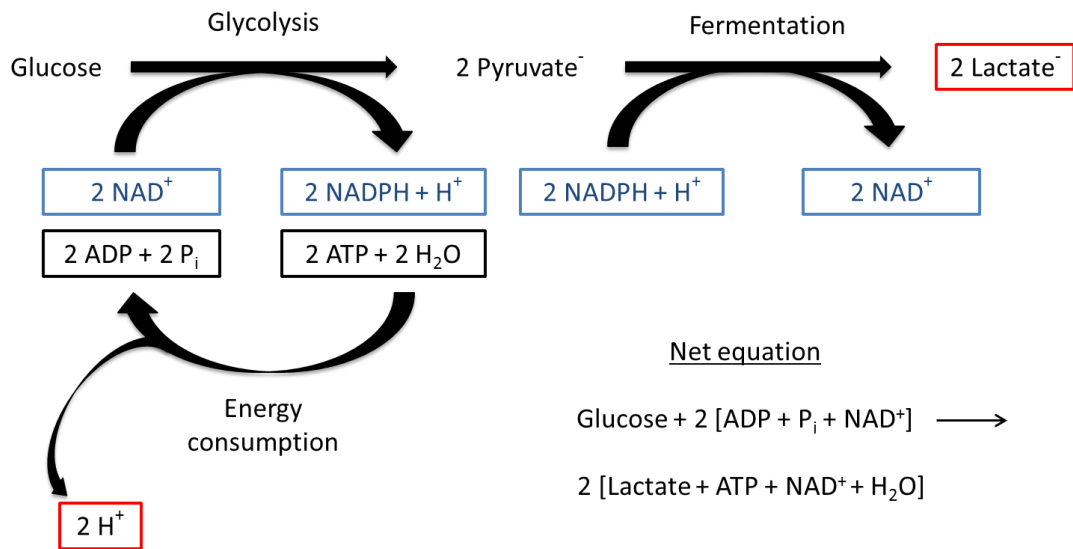 Glycolysis
Fermentation
Glucose
2 Pyruvate⁻
2 Lactate⁻
2 NAD⁺
2 NADPH + H⁺
2 NADPH + H⁺
2 NAD⁺
2 ADP + 2 Pᵢ
2 ATP + 2 H₂O
Net equation
Energy
consumption
Glucose + 2 [ADP + Pᵢ + NAD⁺] ⟶
2 [Lactate + ATP + NAD⁺ + H₂O]
2 H⁺